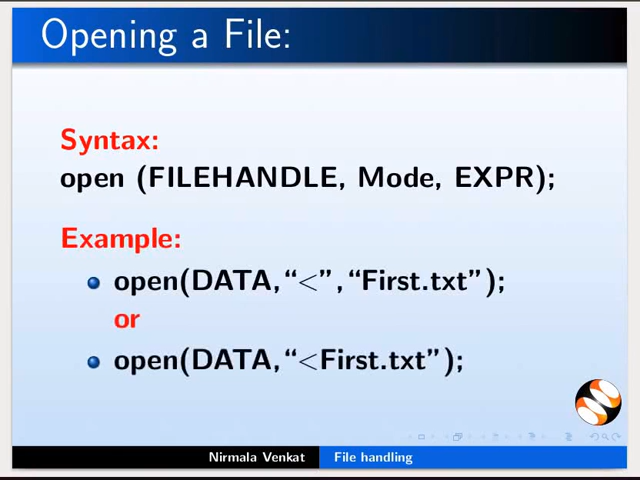 Opening a File:
Syntax:
open (FILEHANDLE, Mode, EXPR);
Example:
open(DATA,“<”,“First.txt”);
or
open(DATA,“<First.txt”);
Nirmala Venkat File handling